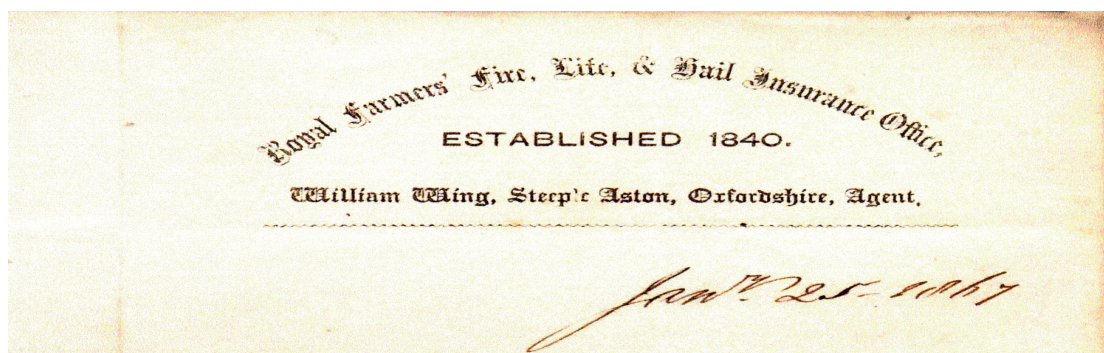 Royal Farmers' Fire, Life, & Hail Insurance Office,
ESTABLISHED 1840.
William Wing, Steeple Aston, Oxfordshire, Agent.
Jany. 25 - 1867